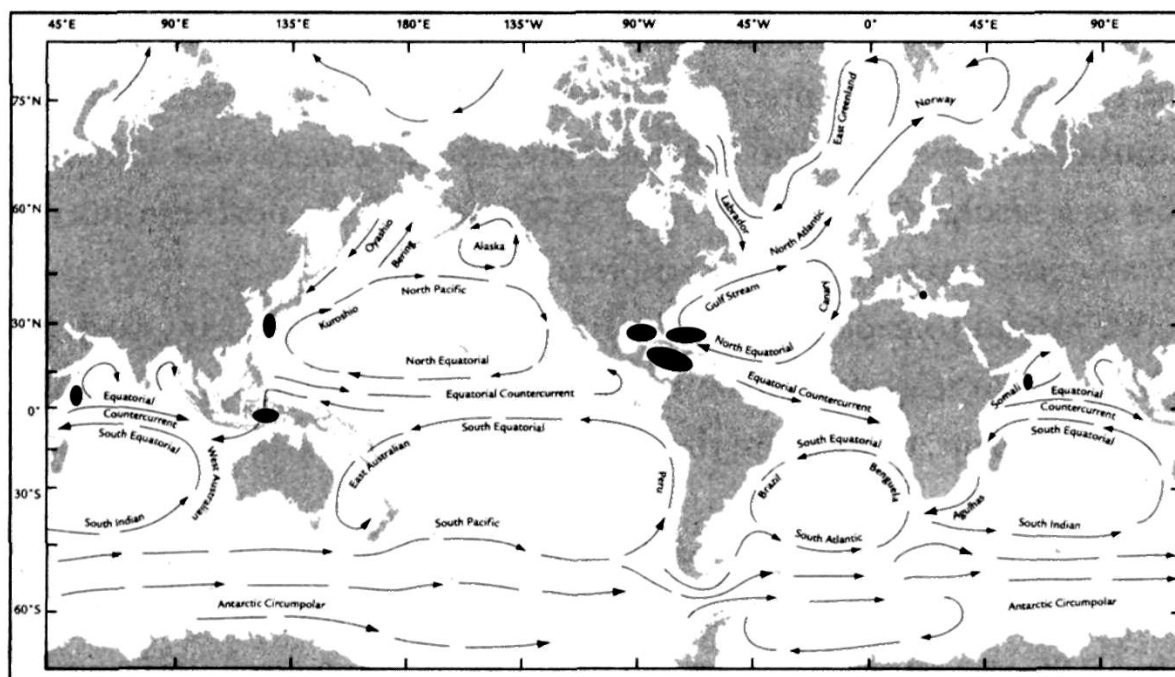 45°E 90°E 135°E 180°E 135°W 90°W 45°W 0° 45°E 90°E
75°N
60°N
30°N
0°
30°S
60°S
East Greenland
Norway
Labrador
North Atlantic
Oyashio
Bering
Alaska
North Pacific
Kuroshio
Gulf Stream
Canari
North Equatorial
North Equatorial
Equatorial Countercurrent
Equatorial Countercurrent
Equatorial
Countercurrent
South Equatorial
Somali
Equatorial
Countercurrent
South Equatorial
South Equatorial
South Equatorial
West Australian
East Australian
Peru
Brazil
Benguela
Agulhas
South Indian
South Pacific
South Atlantic
South Indian
Antarctic Circumpolar
Antarctic Circumpolar